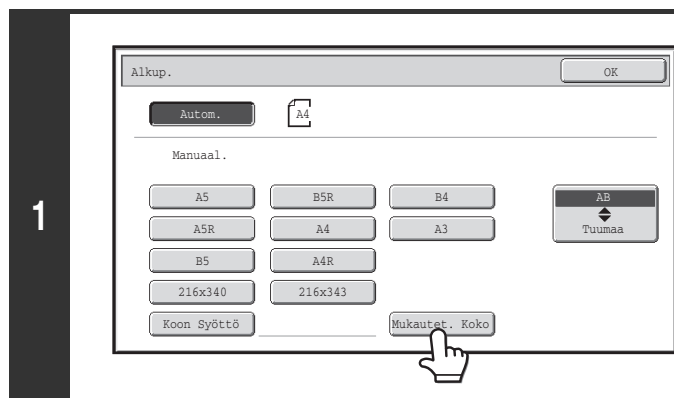 1
Alkup.
OK
Autom.
A4
Manuaal.
A5 B5R B4
AB
A5R A4 A3
Tuumaa
B5 A4R
216x340 216x343
Koon Syöttö Mukautet. Koko